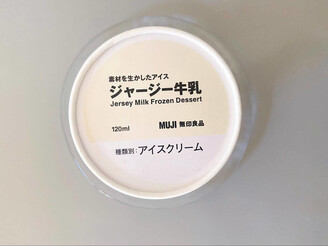 素材を生かしたアイス
ジャージー牛乳
Jersey Milk Frozen Dessert
120ml MUJI 無印良品
種類別:アイスクリーム